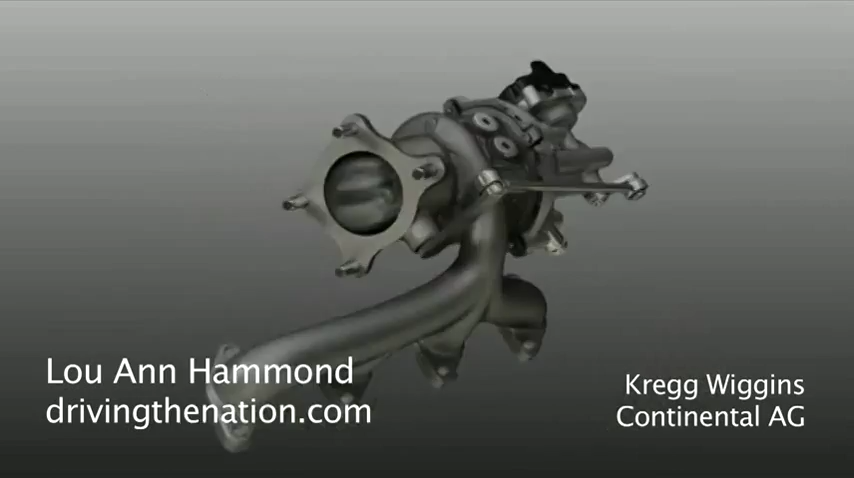 Lou Ann Hammond
drivingthenation.com
Kregg Wiggins
Continental AG